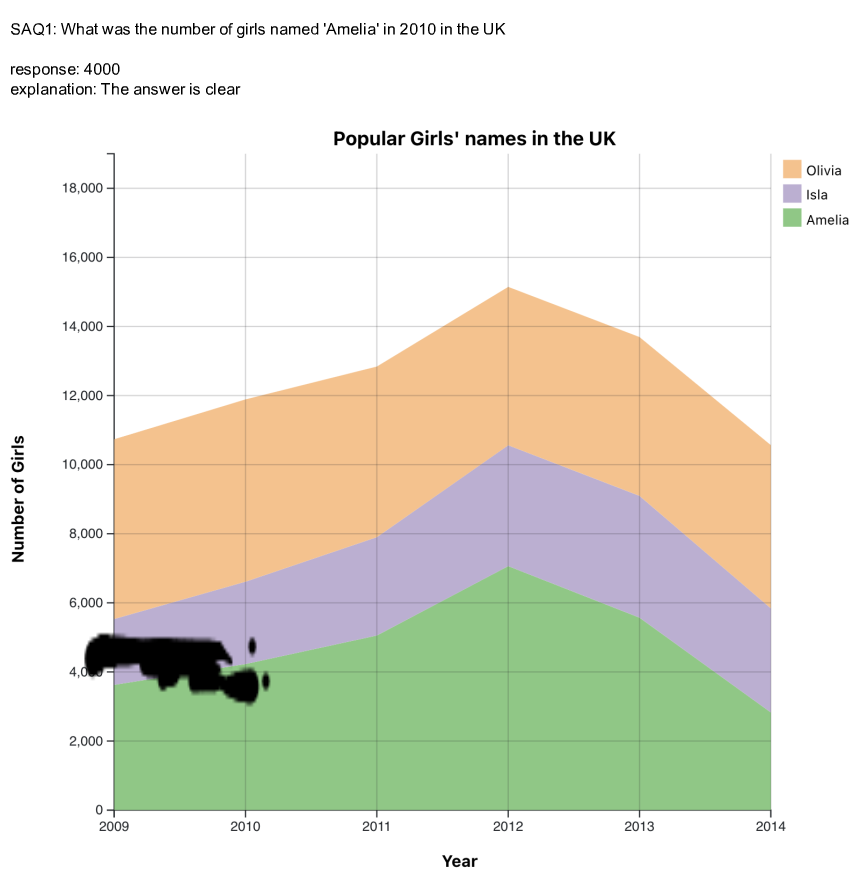 SAQ1: What was the number of girls named 'Amelia' in 2010 in the UK
response: 4000
explanation: The answer is clear
Popular Girls' names in the UK
Olivia
Isla
Amelia
18,000
16,000
14,000
12,000
10,000
8,000
6,000
2,000
0
Number of Girls
2009 2010 2011 2012 2013 2014
Year